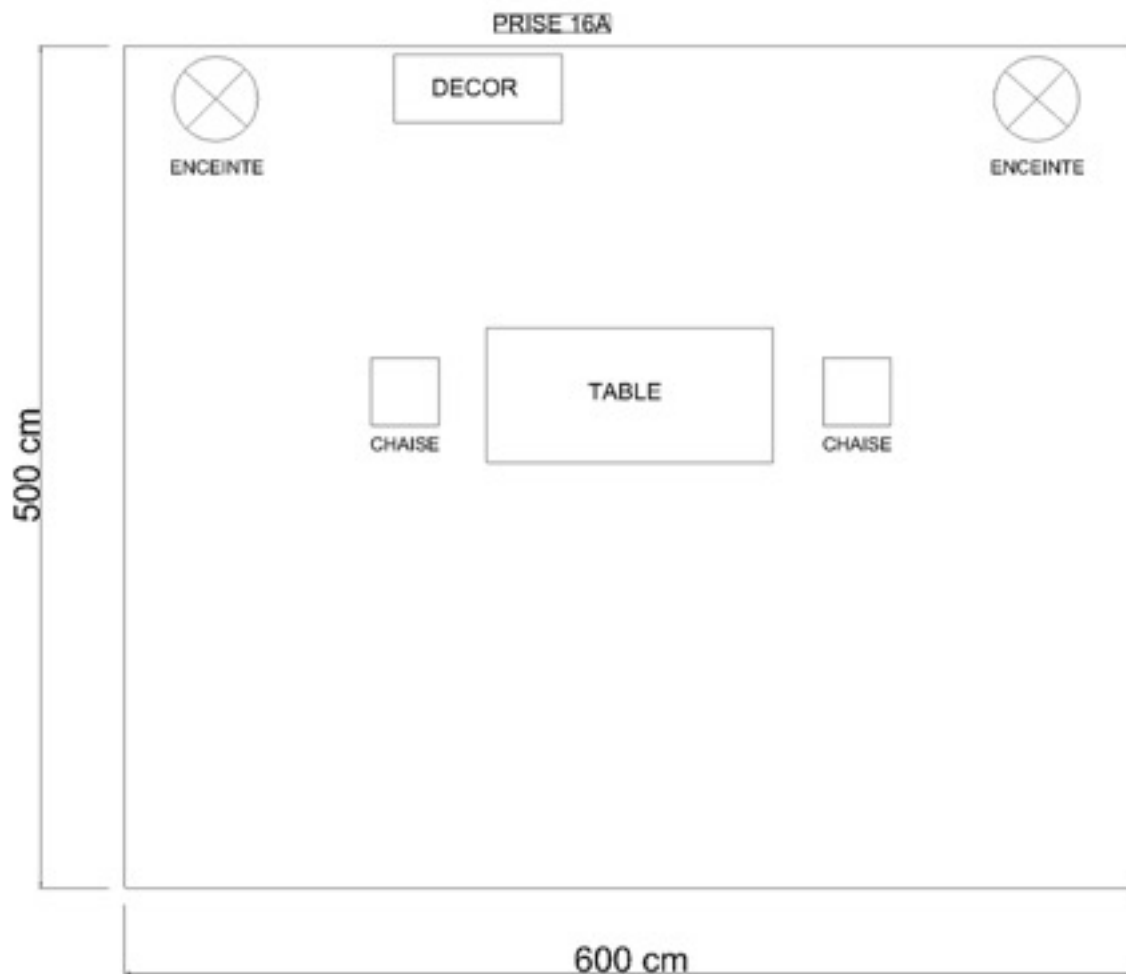 PRISE 16A
DECOR
ENCEINTE
ENCEINTE
TABLE
CHAISE
CHAISE
500 cm
600 cm